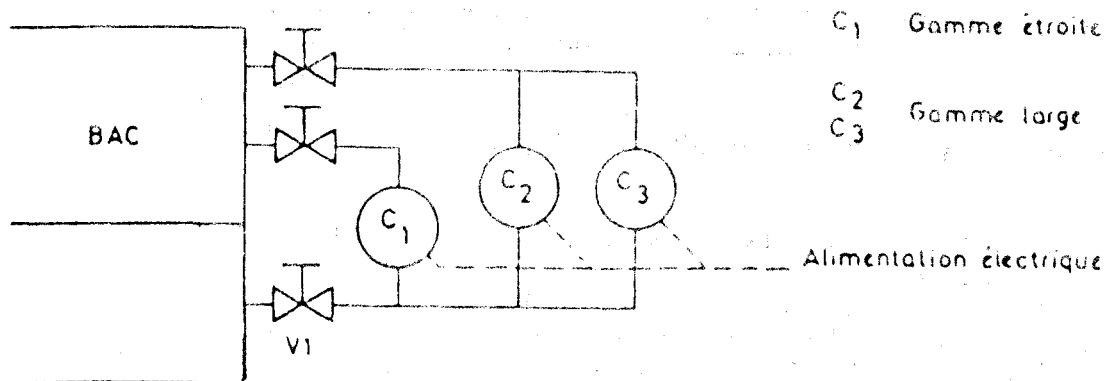 C1 Gamme étroite
C2
C3 Gamme large
BAC
C1
C2
C3
Alimentation électrique
V1